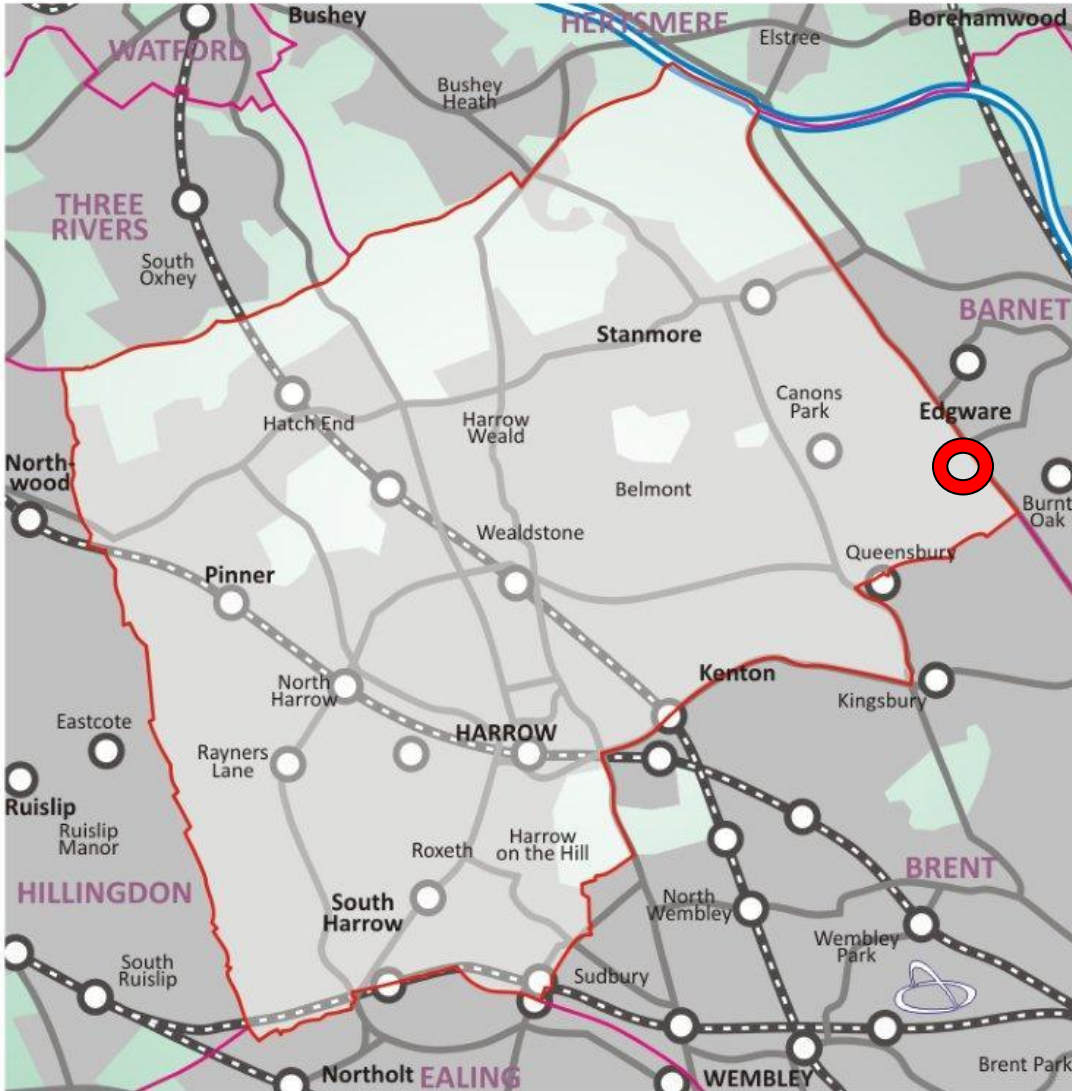 Bushey
HERTSMERE
Borehamwood
WATFORD
Elstree
Bushey
Heath
THREE
RIVERS
South
Oxhey
BARNET
Stanmore
Canons
Park
Edgware
Hatch End
Harrow
Weald
North-
wood
Belmont
Burnt
Oak
Wealdstone
Queensbury
Pinner
Kenton
North
Harrow
Kingsbury
Eastcote
HARROW
Rayners
Lane
Ruislip
Ruislip
Manor
Roxeth
Harrow
on the Hill
BRENT
HILLINGDON
South
Harrow
North
Wembley
Wembley
Park
South
Ruislip
Sudbury
Brent Park
Northolt
EALING
WEMBLEY